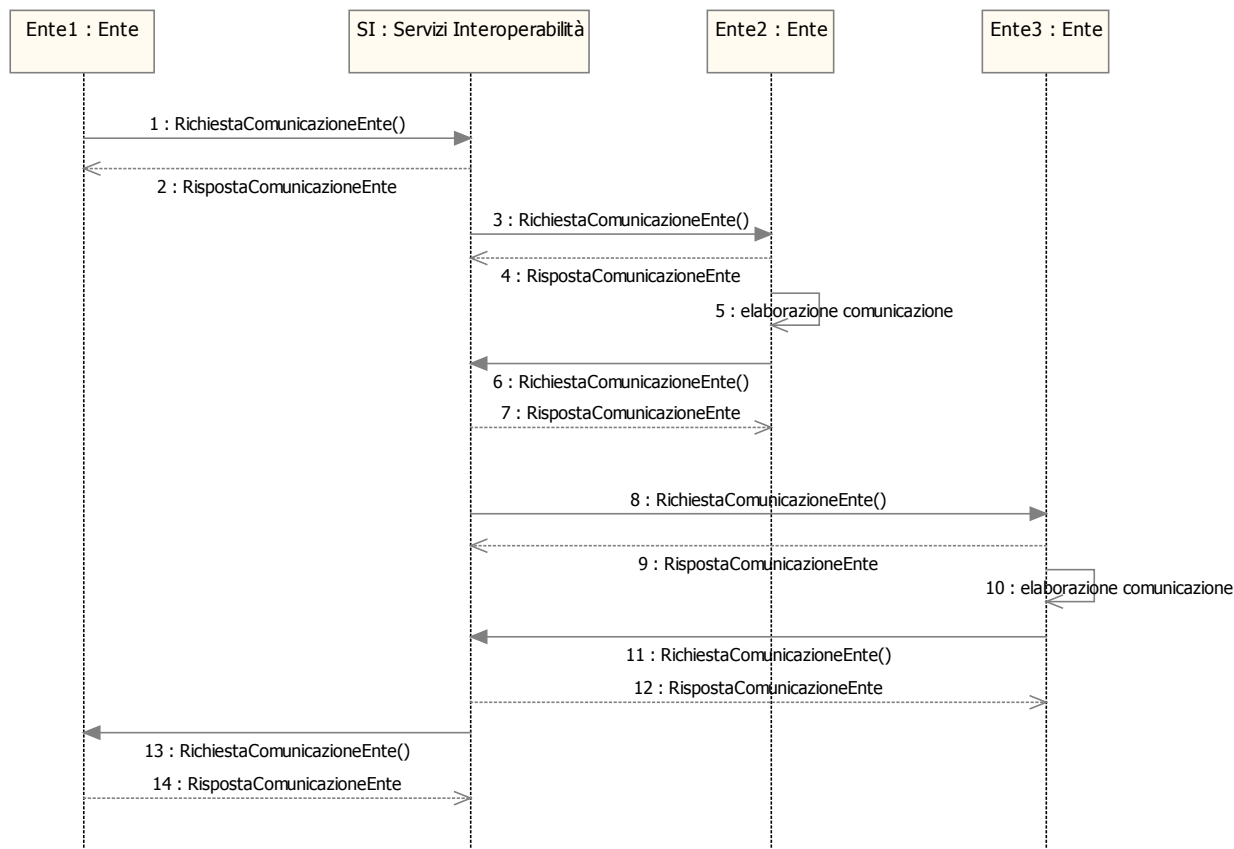 Ente1 : Ente
SI : Servizi Interoperabilità
Ente2 : Ente
Ente3 : Ente
1 : RichiestaComunicazioneEnte()
2 : RispostaComunicazioneEnte
3 : RichiestaComunicazioneEnte()
4 : RispostaComunicazioneEnte
5 : elaborazione comunicazione
6 : RichiestaComunicazioneEnte()
7 : RispostaComunicazioneEnte
8 : RichiestaComunicazioneEnte()
9 : RispostaComunicazioneEnte
10 : elaborazione comunicazione
11 : RichiestaComunicazioneEnte()
12 : RispostaComunicazioneEnte
13 : RichiestaComunicazioneEnte()
14 : RispostaComunicazioneEnte